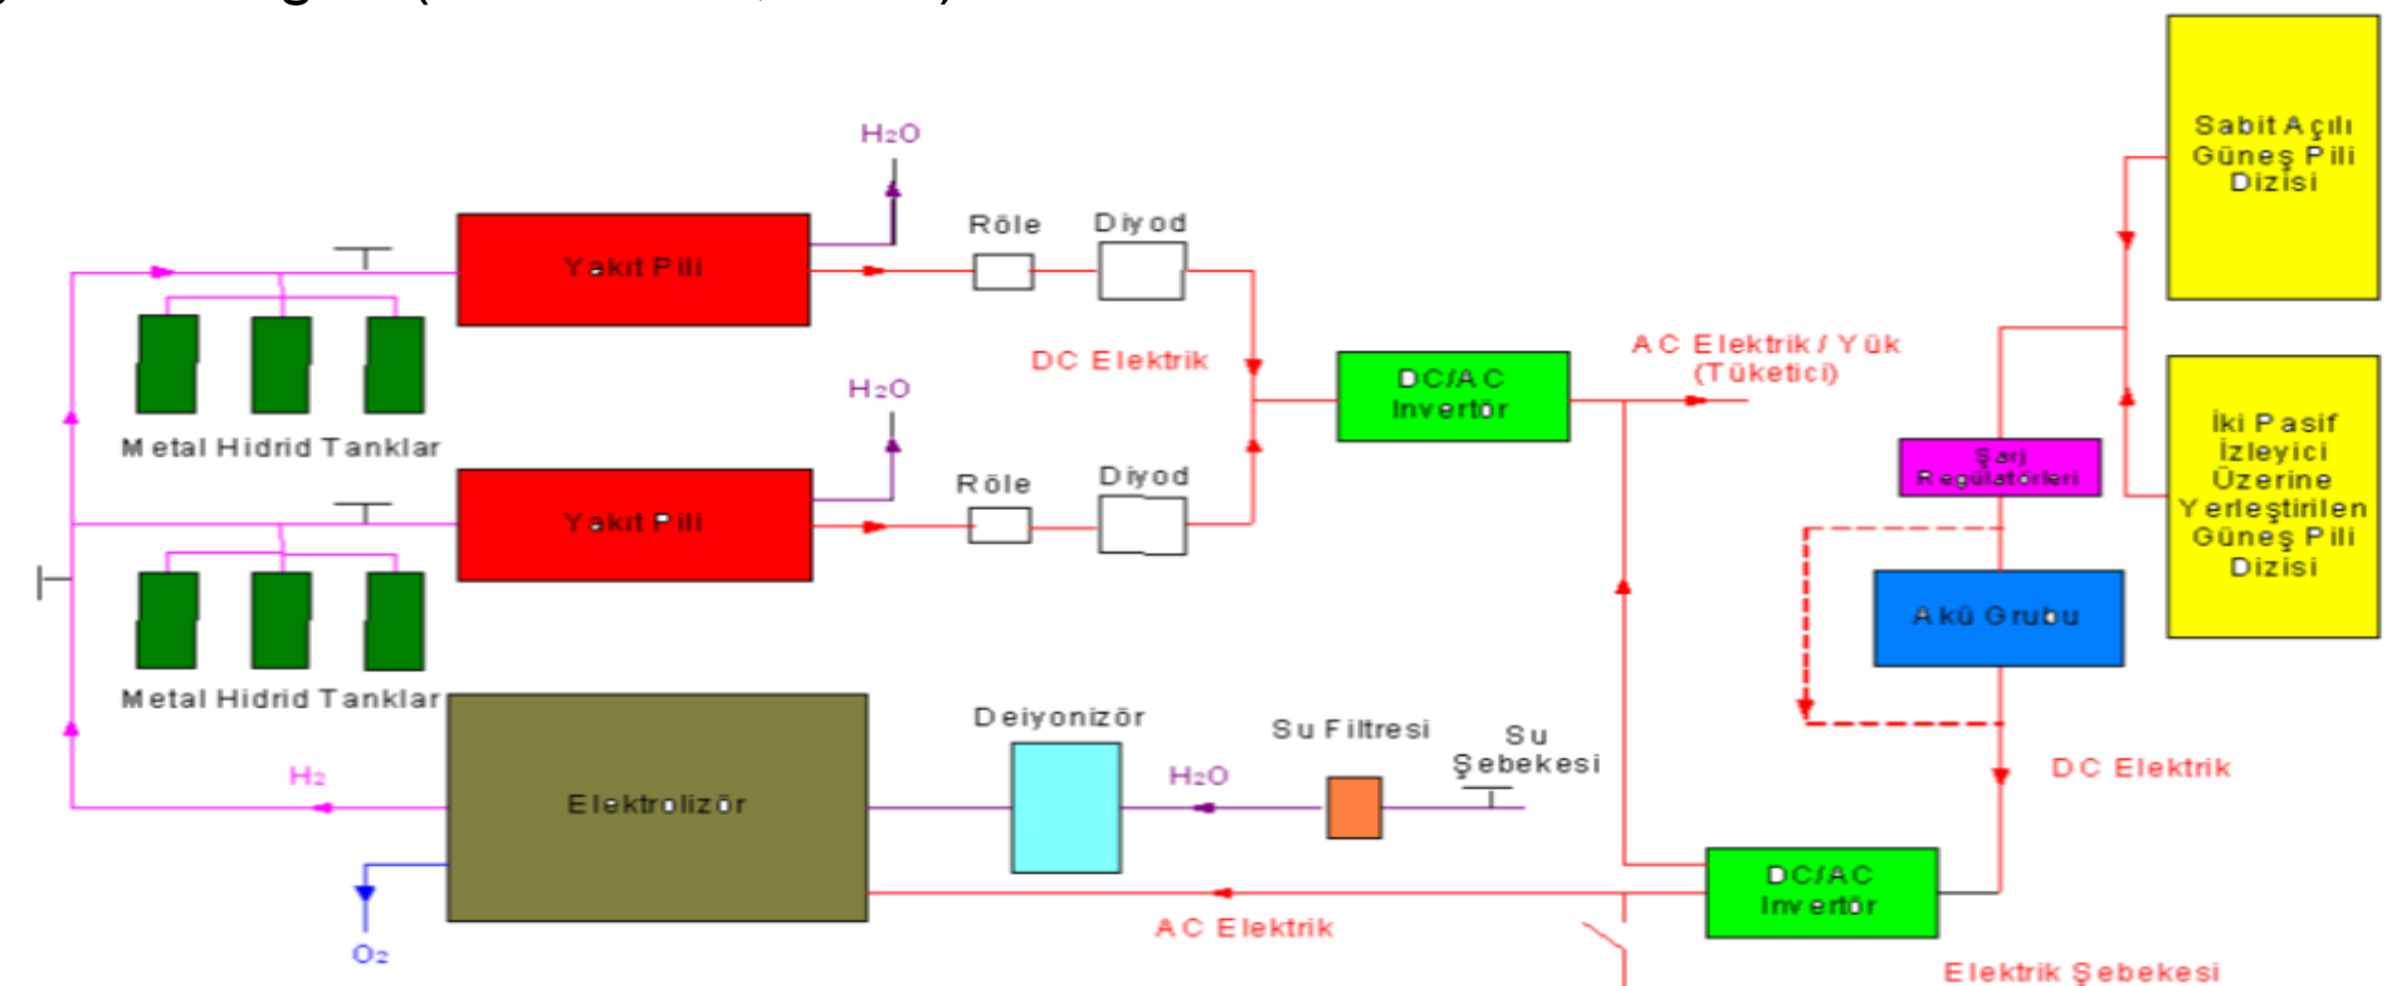 H2O
Röle
Diyod
Yakıt Pili
Metal Hidrid Tanklar
DC Elektrik
DC/AC
Invertör
AC Elektrik / Yük
(Tüketici)
Sabit Açılı
Güneş Pili
Dizisi
H2O
Röle
Diyod
Yakıt Pili
Metal Hidrid Tanklar
Şarj
Regülatörleri
İki Pasif
İzleyici
Üzerine
Yerleştirilen
Güneş Pili
Dizisi
Akü Grubu
H2
Elektrolizör
Deiyonizör
H2O
Su Filtresi
Su
Şebekesi
DC Elektrik
O2
AC Elektrik
DC/AC
Invertör
Elektrik Şebekesi